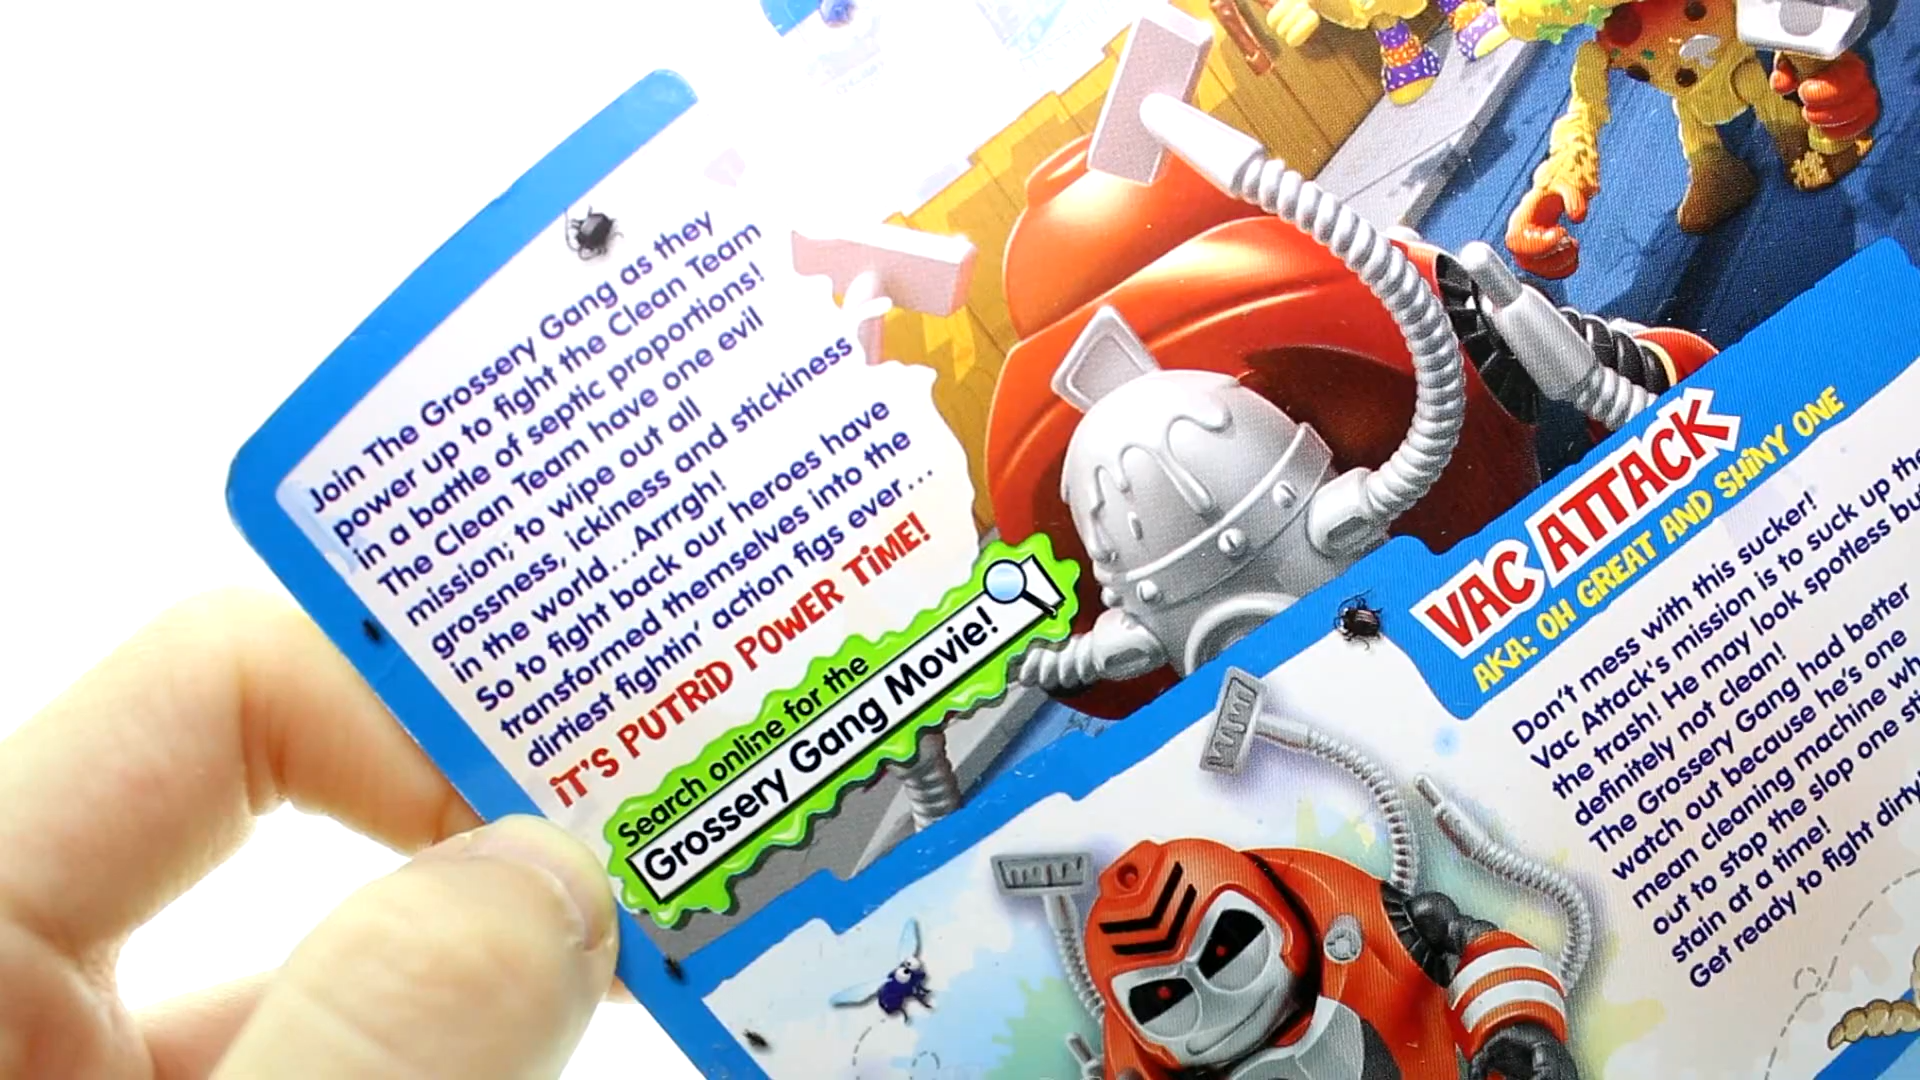 Join The Grossery Gang as they
power up to fight the Clean Team
in a battle of septic proportions!
The Clean Team have one evil
mission; to wipe out all
grossness, ickiness and stickiness
in the world...Arrrgh!
So to fight back our heroes have
transformed themselves into the
dirtiest fightin' action figs ever...
iT'S PUTRiD POWER TiME!
Search online for the
Grossery Gang Movie!
VAC ATTACK
AKA: OH GREAT AND SHiNY ONE
Don't mess with this sucker!
Vac Attack's mission is to suck up the
the trash! He may look spotless but
definitely not clean!
The Grossery Gang had better
watch out because he's one
mean cleaning machine
out to stop the slop one
stain at a time!
Get ready to fight dirty